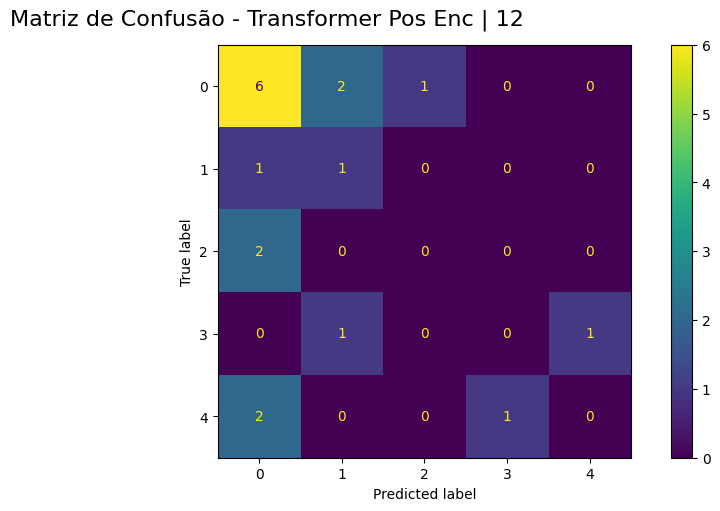 Matriz de Confusão - Transformer Pos Enc | 12
0 6 2 1 0 0
1 1 1 0 0 0
2 2 0 0 0 0
3 0 1 0 0 1
4 2 0 0 1 0
0 1 2 3 4
Predicted label
True label
6
5
4
3
2
1
0